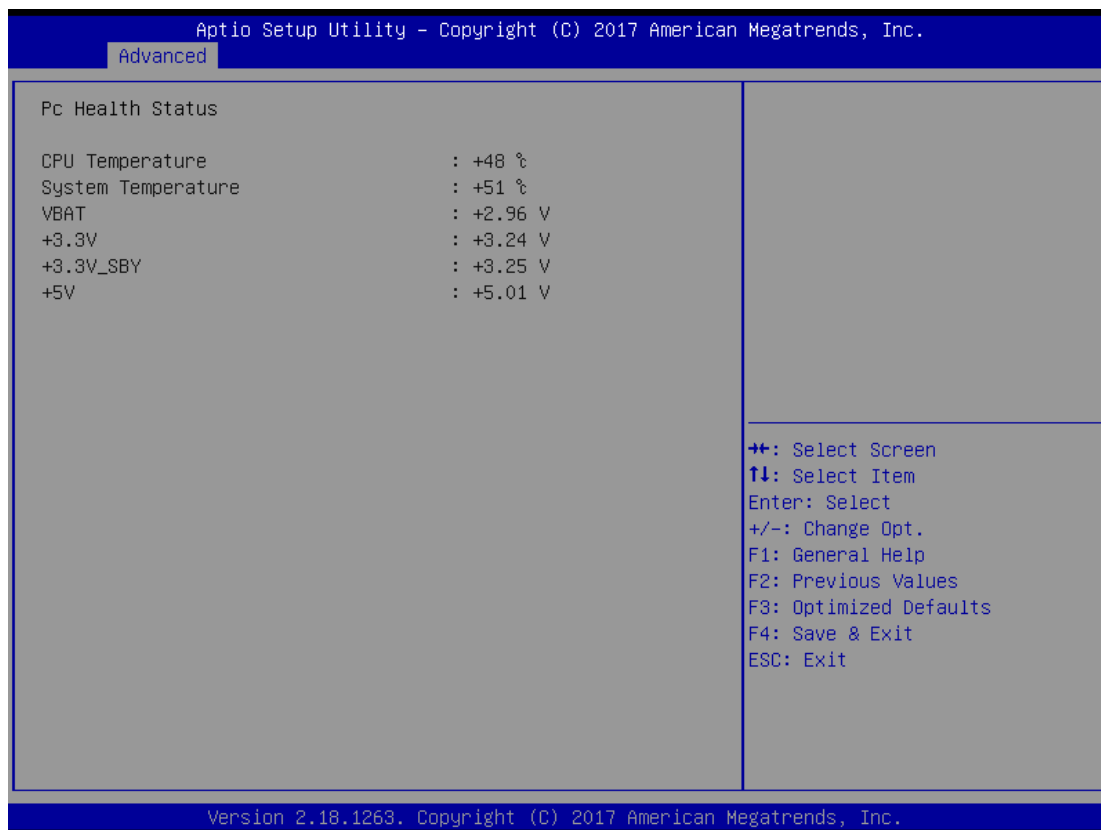 Aptio Setup Utility – Copyright (C) 2017 American Megatrends, Inc.
Advanced
Pc Health Status
CPU Temperature : +48 ℃
System Temperature : +51 ℃
VBAT : +2.96 V
+3.3V : +3.24 V
+3.3V_SBY : +3.25 V
+5V : +5.01 V
→←: Select Screen
↑↓: Select Item
Enter: Select
+/-: Change Opt.
F1: General Help
F2: Previous Values
F3: Optimized Defaults
F4: Save & Exit
ESC: Exit
Version 2.18.1263. Copyright (C) 2017 American Megatrends, Inc.